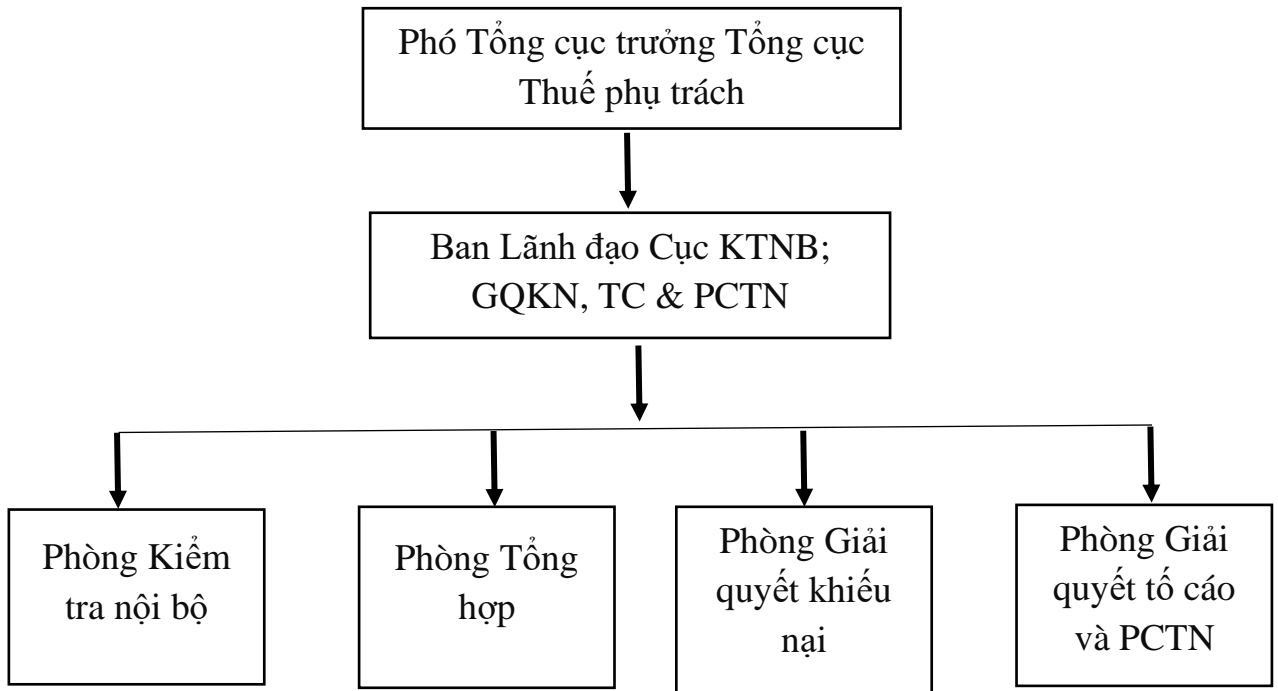 Phó Tổng cục trưởng Tổng cục
Thuế phụ trách
Ban Lãnh đạo Cục KTNB;
GQKN, TC & PCTN
Phòng Kiểm
tra nội bộ
Phòng Tổng
hợp
Phòng Giải
quyết khiếu
nại
Phòng Giải
quyết tố cáo
và PCTN